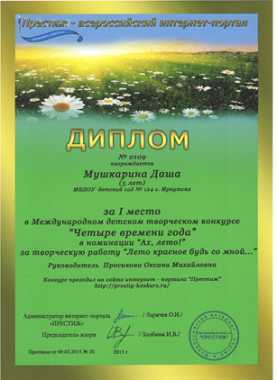 Престиж - всероссийский интернет-портал
ДИПЛОМ
№ 0109
награждается
Мушкарина Даша
(5 лет)
МБДОУ детский сад № 124 г. Иркутска
за I место
в Международном детском творческом конкурсе
"Четыре времени года"
в номинации "Ах, лето!"
за творческую работу "Лето красное будь со мной..."
Руководитель Просикова Оксана Михайловна
Конкурс проходил на сайте интернет - портала "Престиж"
http://prestig-konkurs.ru/
Администратор интернет-портала
«ПРЕСТИЖ» / Ларичев О.И./
Председатель жюри / Злобина И.В./
Протокол от 09.03.2015 № 20 2015 г
"ПРЕСТИЖ"